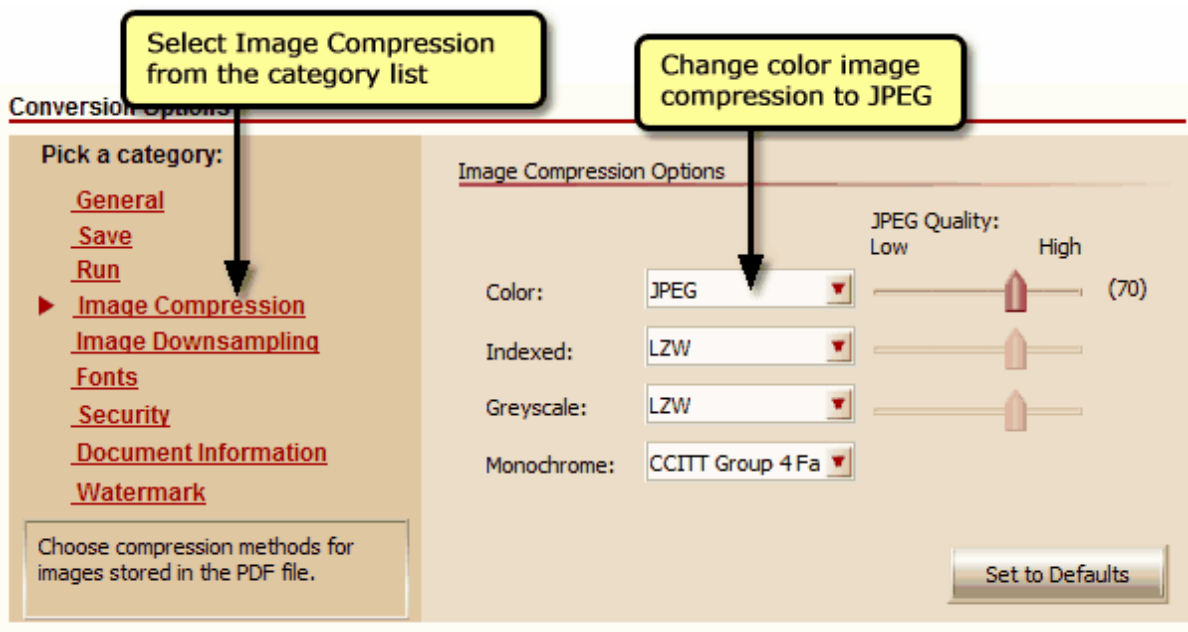 Select Image Compression
from the category list
Change color image
compression to JPEG
Conversion Options
Pick a category:
General
Save
Run
Image Compression
Image Downsampling
Fonts
Security
Document Information
Watermark
Choose compression methods for
images stored in the PDF file.
Image Compression Options
JPEG Quality:
Low High
Color: JPEG (70)
Indexed: LZW
Greyscale: LZW
Monochrome: CCITT Group 4 Fa
Set to Defaults